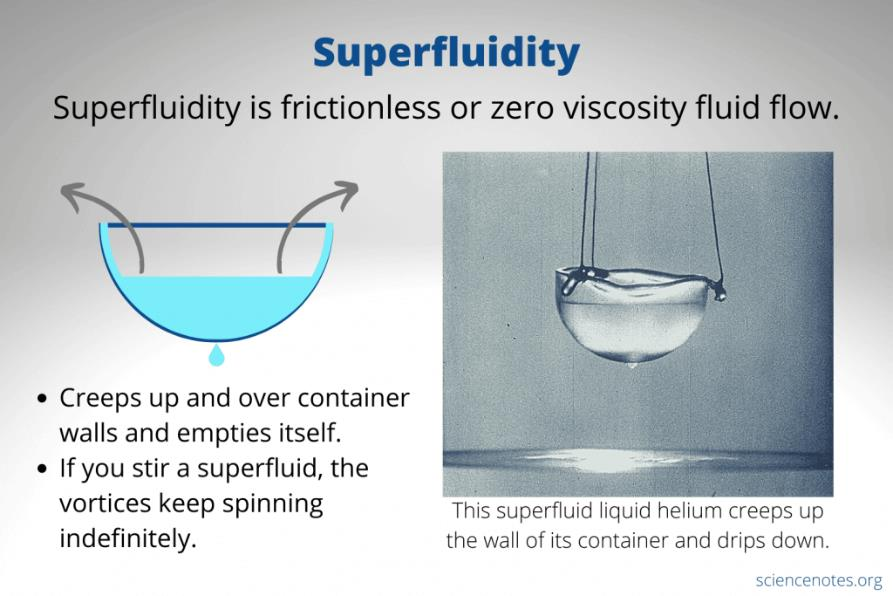 Superfluidity
Superfluidity is frictionless or zero viscosity fluid flow.
• Creeps up and over container
walls and empties itself.
• If you stir a superfluid, the
vortices keep spinning
indefinitely.
This superfluid liquid helium creeps up
the wall of its container and drips down.
sciencenotes.org